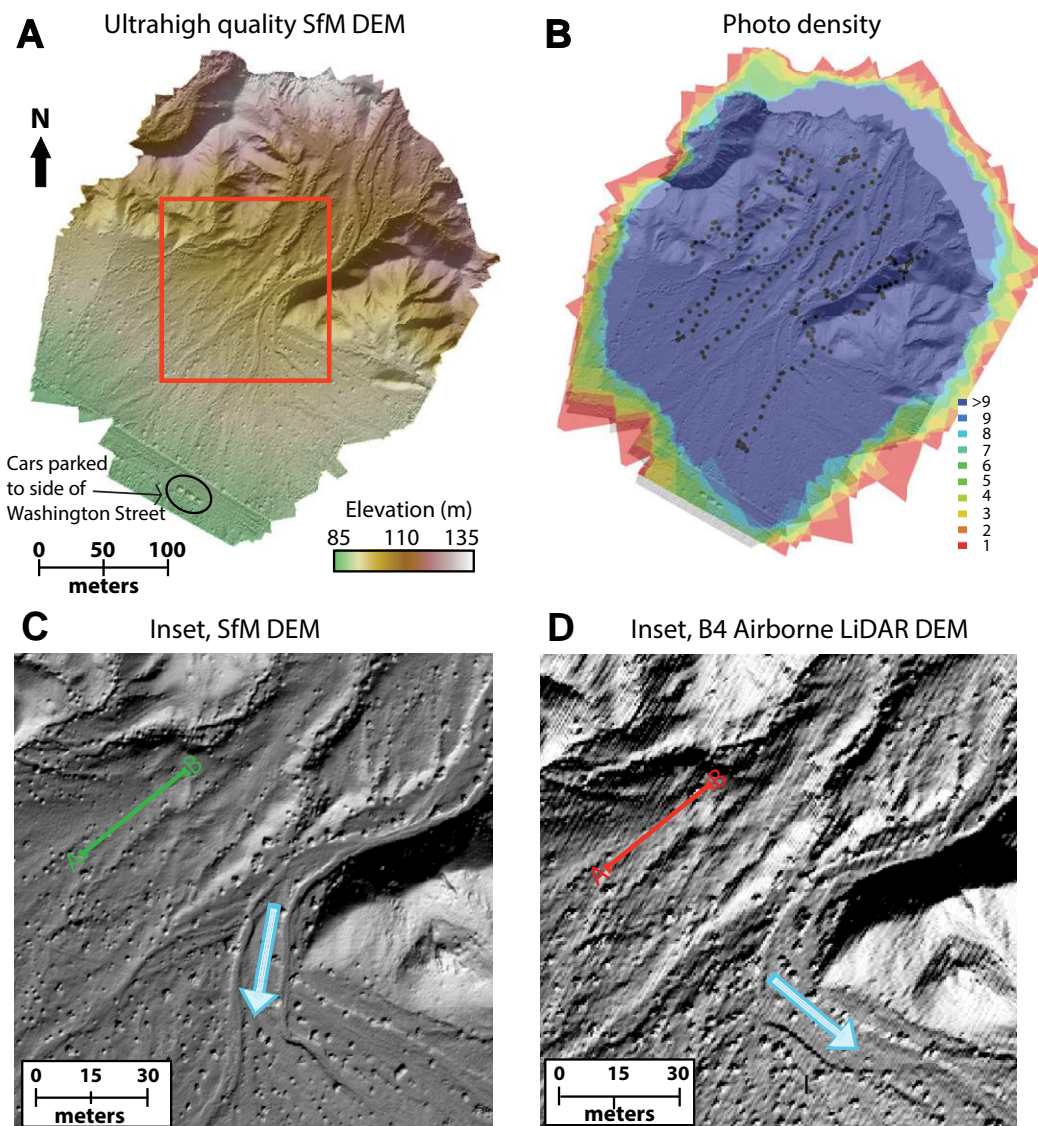 A Ultrahigh quality SfM DEM
N
Cars parked
to side of
Washington Street
0 50 100
meters
Elevation (m)
85 110 135
B Photo density
>9
9
8
7
6
5
4
3
2
1
C Inset, SfM DEM
A B
0 15 30
meters
D Inset, B4 Airborne LiDAR DEM
A B
0 15 30
meters